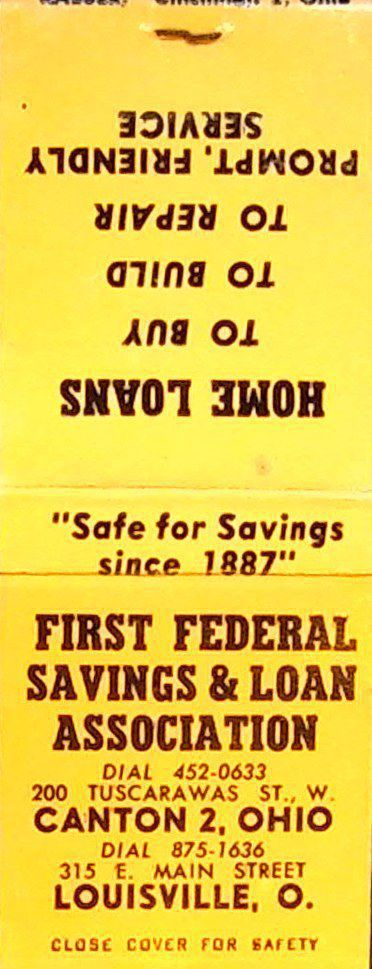 HOME LOANS
TO BUY
TO BUILD
TO REPAIR
PROMPT, FRIENDLY
SERVICE
"Safe for Savings
since 1887"
FIRST FEDERAL
SAVINGS & LOAN
ASSOCIATION
DIAL 452-0633
200 TUSCARAWAS ST., W.
CANTON 2, OHIO
DIAL 875-1636
315 E. MAIN STREET
LOUISVILLE, O.
CLOSE COVER FOR SAFETY